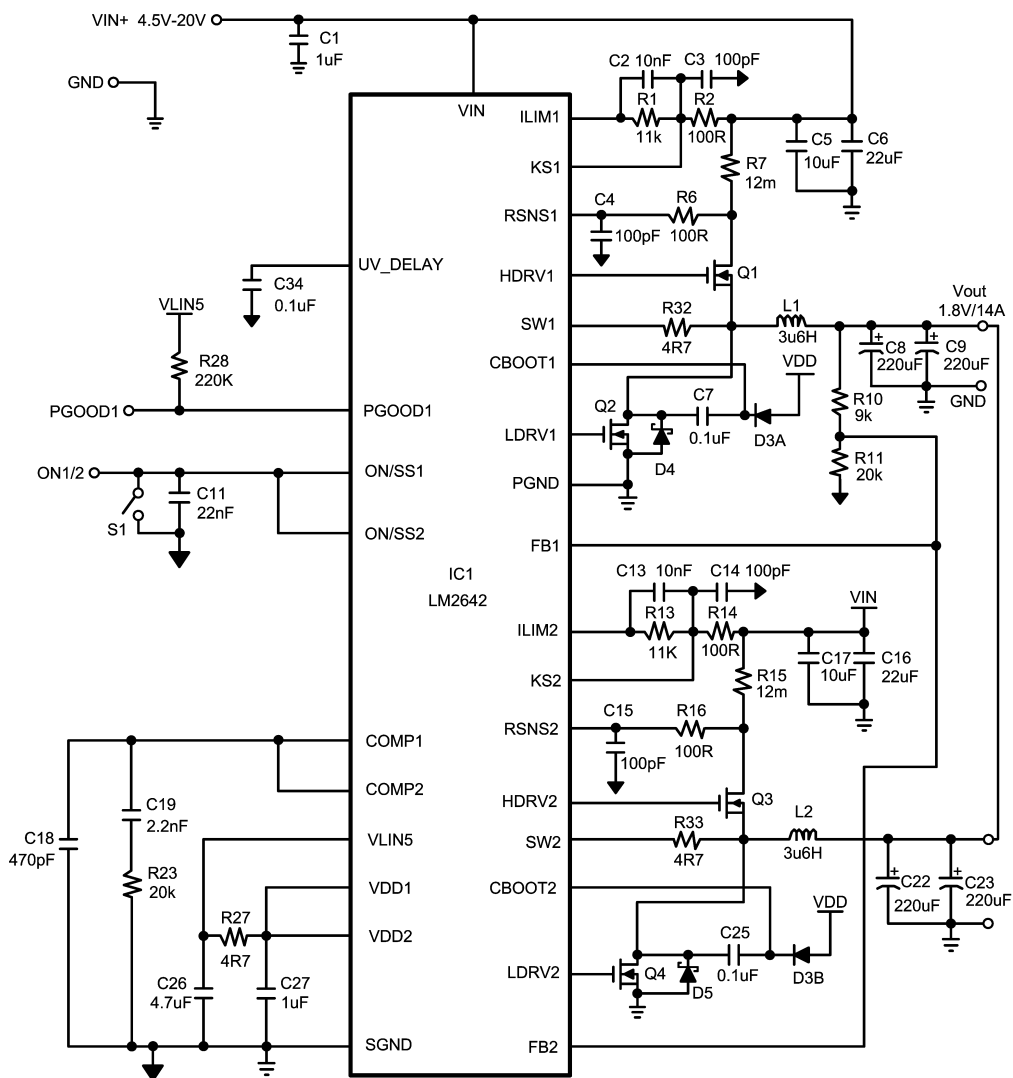 VIN+ 4.5V-20V
C1
1uF
GND
VIN
C2 10nF
C3 100pF
ILIM1
R1
11k
R2
100R
C5
10uF
C6
22uF
KS1
R7
12m
C4
100pF
R6
100R
RSNS1
UV_DELAY
C34
0.1uF
HDRV1
Q1
VLIN5
SW1
R32
4R7
L1
3u6H
Vout
1.8V/14A
R28
220K
CBOOT1
VDD
C8
220uF
C9
220uF
GND
PGOOD1
PGOOD1
Q2
C7
0.1uF
D3A
R10
9k
LDRV1
D4
R11
20k
ON1/2
ON/SS1
PGND
S1
C11
22nF
ON/SS2
FB1
IC1
LM2642
C13 10nF
C14 100pF
VIN
ILIM2
R13
11K
R14
100R
C17
10uF
C16
22uF
KS2
R15
12m
C15
100pF
R16
100R
RSNS2
COMP1
COMP2
HDRV2
Q3
C19
2.2nF
C18
470pF
VLIN5
SW2
R33
4R7
L2
3u6H
R23
20k
VDD1
CBOOT2
C22
220uF
C23
220uF
R27
4R7
VDD2
VDD
C25
0.1uF
D3B
LDRV2
Q4
D5
C26
4.7uF
C27
1uF
SGND
FB2